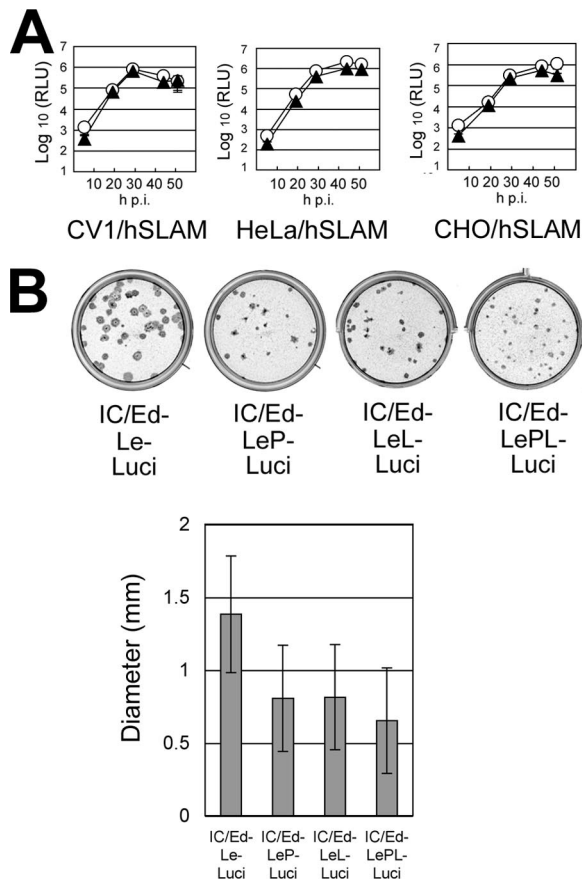 A
Log 10 (RLU)
7
6
5
4
3
2
1
10 20 30 40 50
h p.i.
CV1/hSLAM
Log 10 (RLU)
7
6
5
4
3
2
1
10 20 30 40 50
h p.i.
HeLa/hSLAM
Log 10 (RLU)
7
6
5
4
3
2
1
10 20 30 40 50
h p.i.
CHO/hSLAM
B
IC/Ed-
Le-
Luci
IC/Ed-
LeP-
Luci
IC/Ed-
LeL-
Luci
IC/Ed-
LePL-
Luci
Diameter (mm)
2
1.5
1
0.5
0
IC/Ed-
Le-
Luci
IC/Ed-
LeP-
Luci
IC/Ed-
LeL-
Luci
IC/Ed-
LePL-
Luci